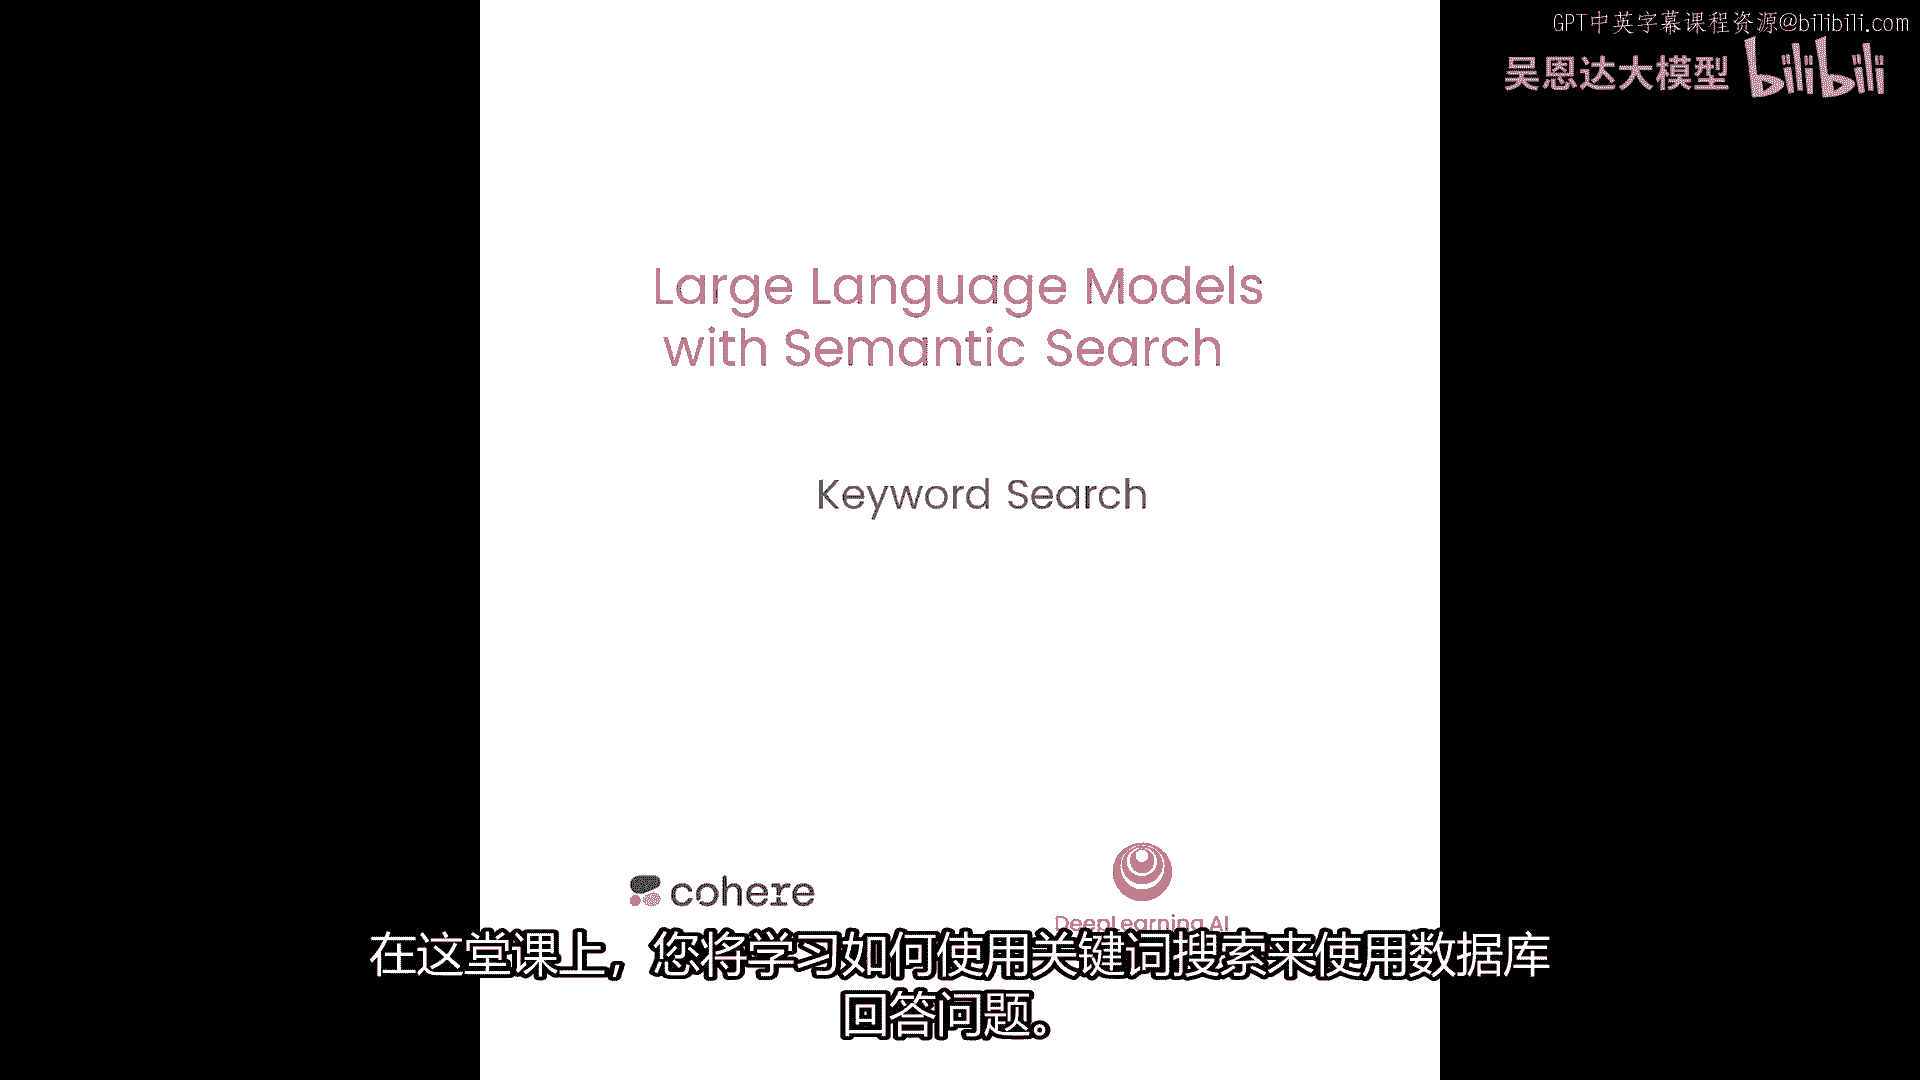 GPT中英字幕课程资源@bilibili.com
吴恩达大模型 bilibili
Large Language Models
with Semantic Search
Keyword Search
cohere
DeepLearning.AI
在这堂课上，您将学习如何使用关键词搜索来使用数据库
回答问题。